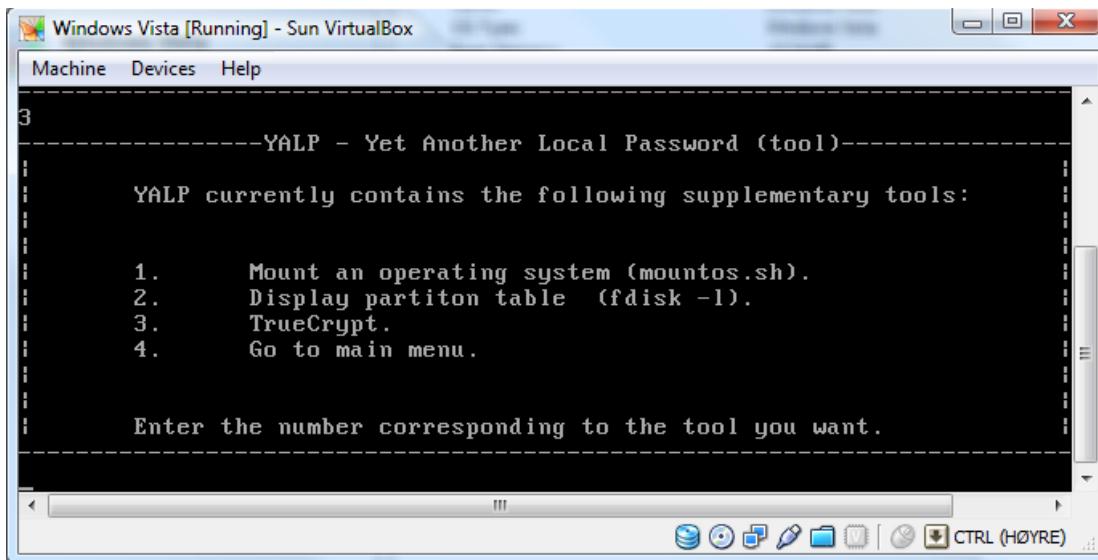 Windows Vista [Running] - Sun VirtualBox
Machine Devices Help
3
YALP - Yet Another Local Password (tool)
YALP currently contains the following supplementary tools:
1. Mount an operating system (mountos.sh).
2. Display partiton table (fdisk -l).
3. TrueCrypt.
4. Go to main menu.
Enter the number corresponding to the tool you want.
CTRL (HØYRE)